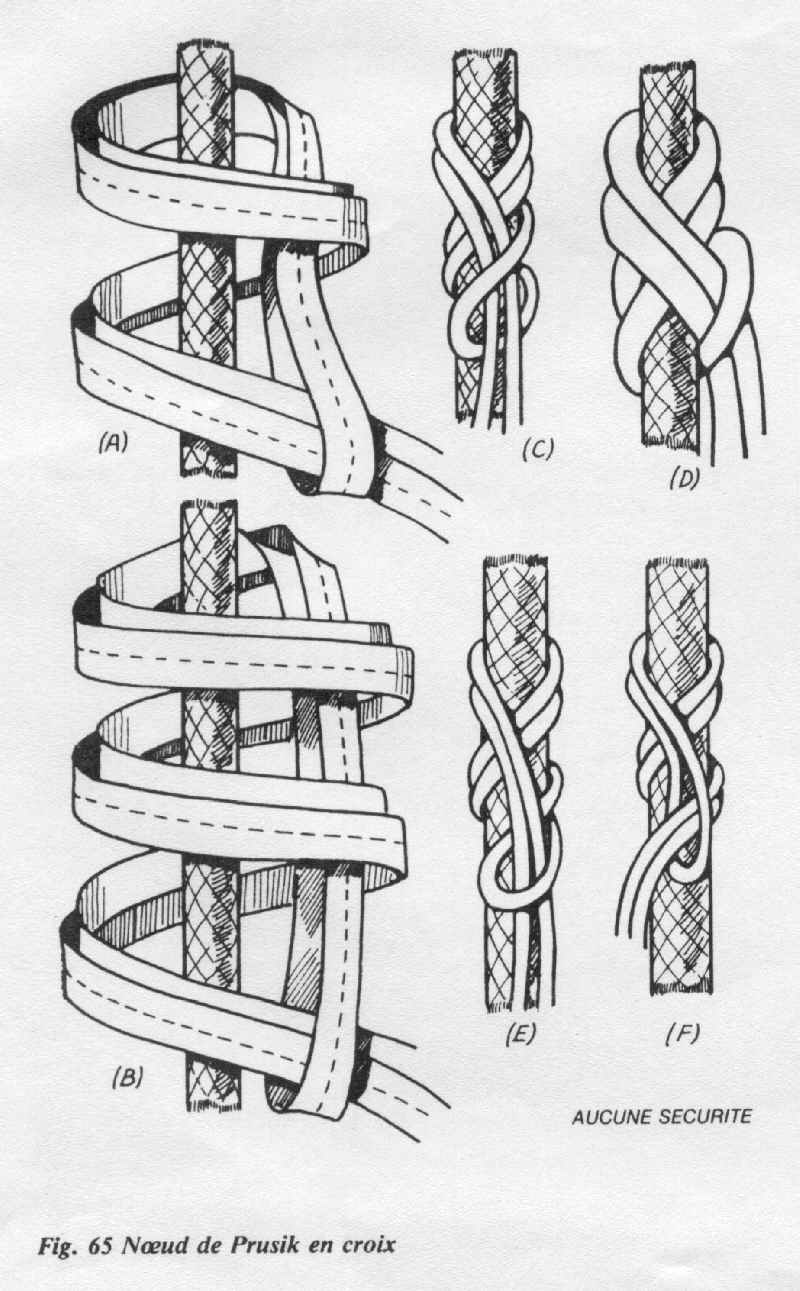 (A)
(C)
(D)
(B)
(E)
(F)
AUCUNE SECURITE
Fig. 65 Nœud de Prusik en croix